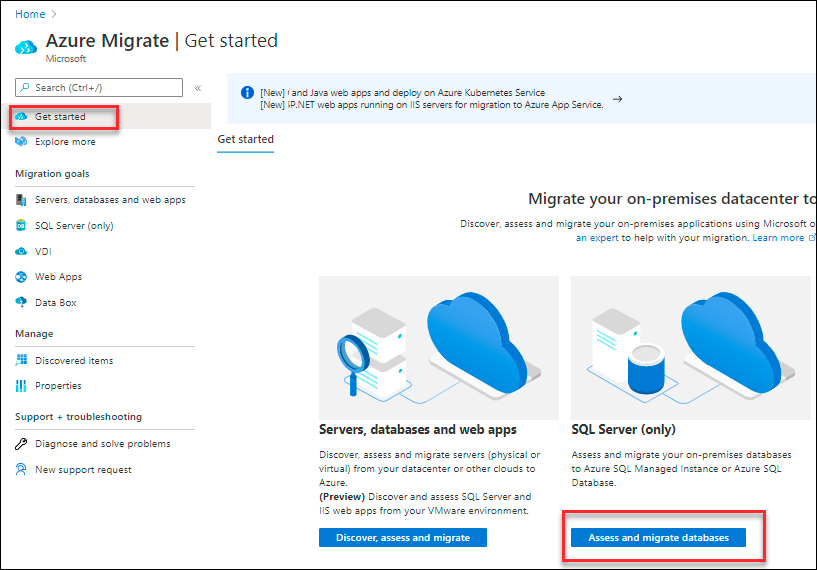 Home >
Azure Migrate | Get started
Microsoft
Search (Ctrl+/)
«
[New] and Java web apps and deploy on Azure Kubernetes Service
[New] P.NET web apps running on IIS servers for migration to Azure App Service. →
Get started
Explore more
Migration goals
Servers, databases and web apps
SQL Server (only)
VDI
Web Apps
Data Box
Manage
Discovered items
Properties
Support + troubleshooting
Diagnose and solve problems
New support request
Get started
Migrate your on-premises datacenter to
Discover, assess and migrate your on-premises applications using Microsoft o
an expert to help with your migration. Learn more
Servers, databases and web apps
Discover, assess and migrate servers (physical or
virtual) from your datacenter or other clouds to
Azure.
(Preview) Discover and assess SQL Server and
IIS web apps from your VMware environment.
Discover, assess and migrate
SQL Server (only)
Assess and migrate your on-premises databases
to Azure SQL Managed Instance or Azure SQL
Database.
Assess and migrate databases